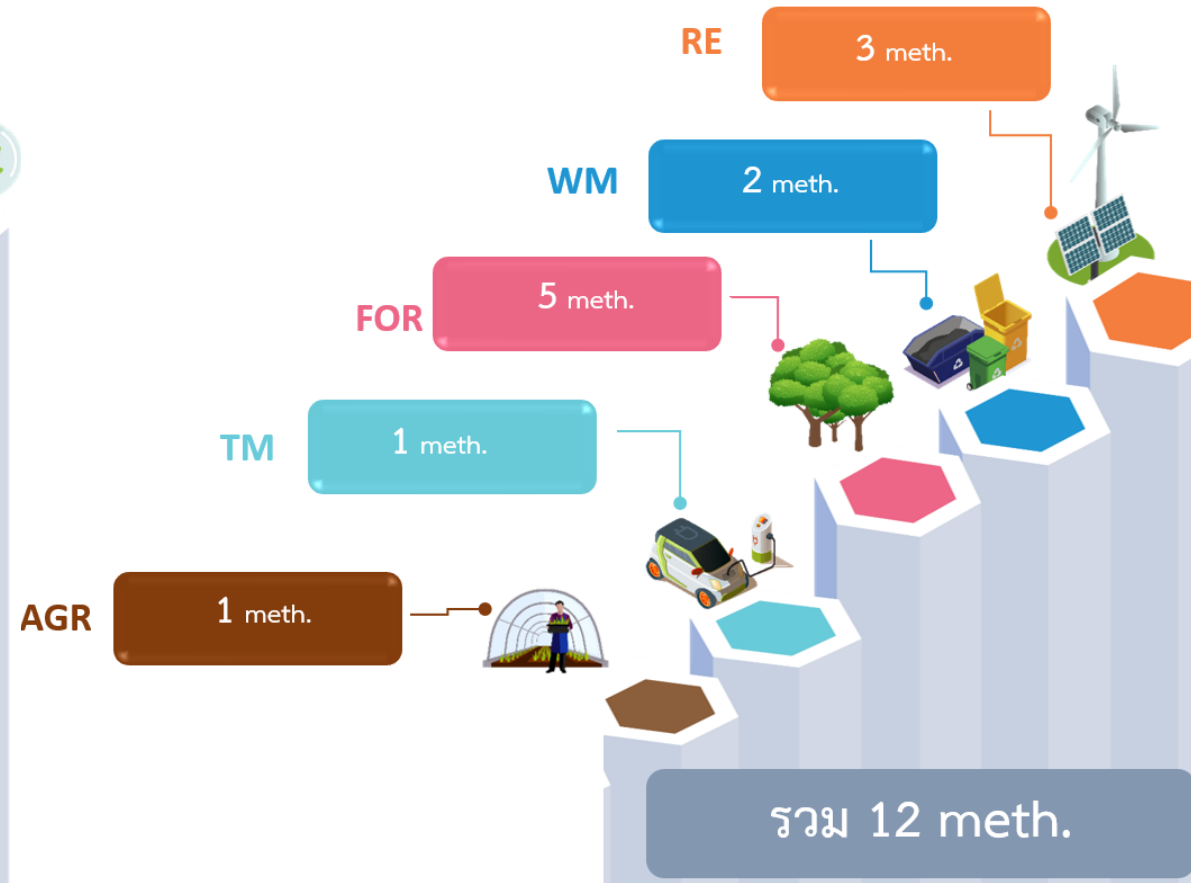 RE
3 meth.
WM
2 meth.
FOR
5 meth.
TM
1 meth.
AGR
1 meth.
รวม 12 meth.